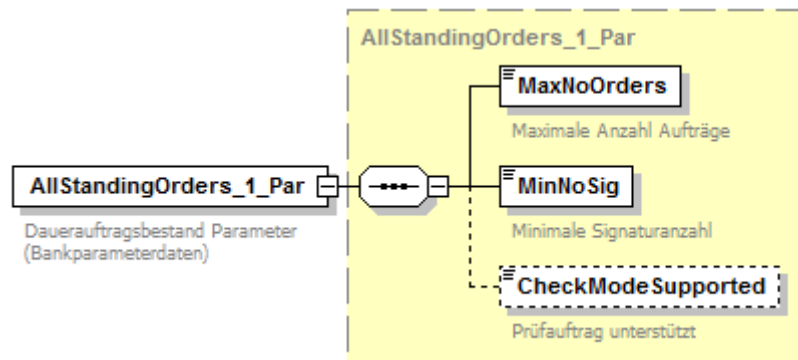 AllStandingOrders_1_Par
MaxNoOrders
Maximale Anzahl Aufträge
AllStandingOrders_1_Par
Dauerauftragsbestand Parameter
(Bankparameterdaten)
MinNoSig
Minimale Signaturanzahl
CheckModeSupported
Prüfauftrag unterstützt